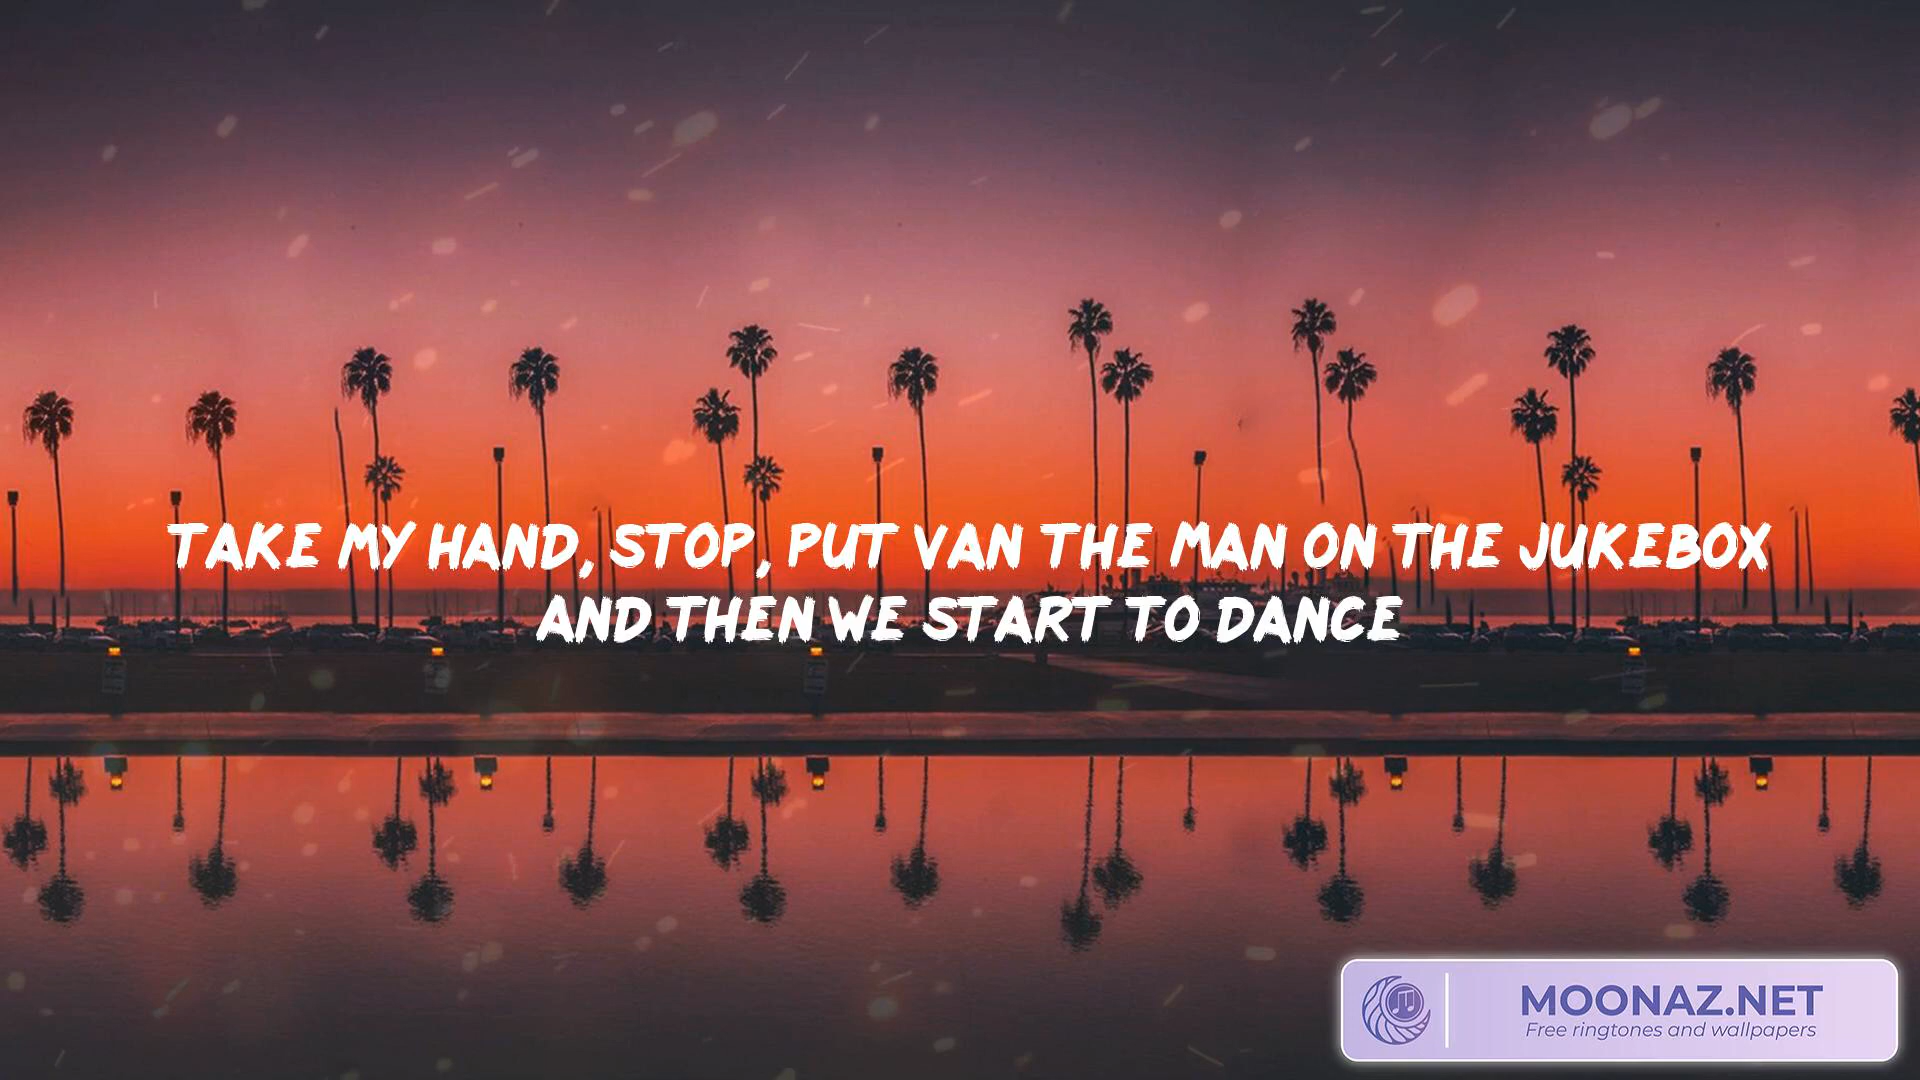 TAKE MY HAND, STOP, PUT VAN THE MAN ON THE JUKEBOX
AND THEN WE START TO DANCE
MOONAZ.NET
Free ringtones and wallpapers